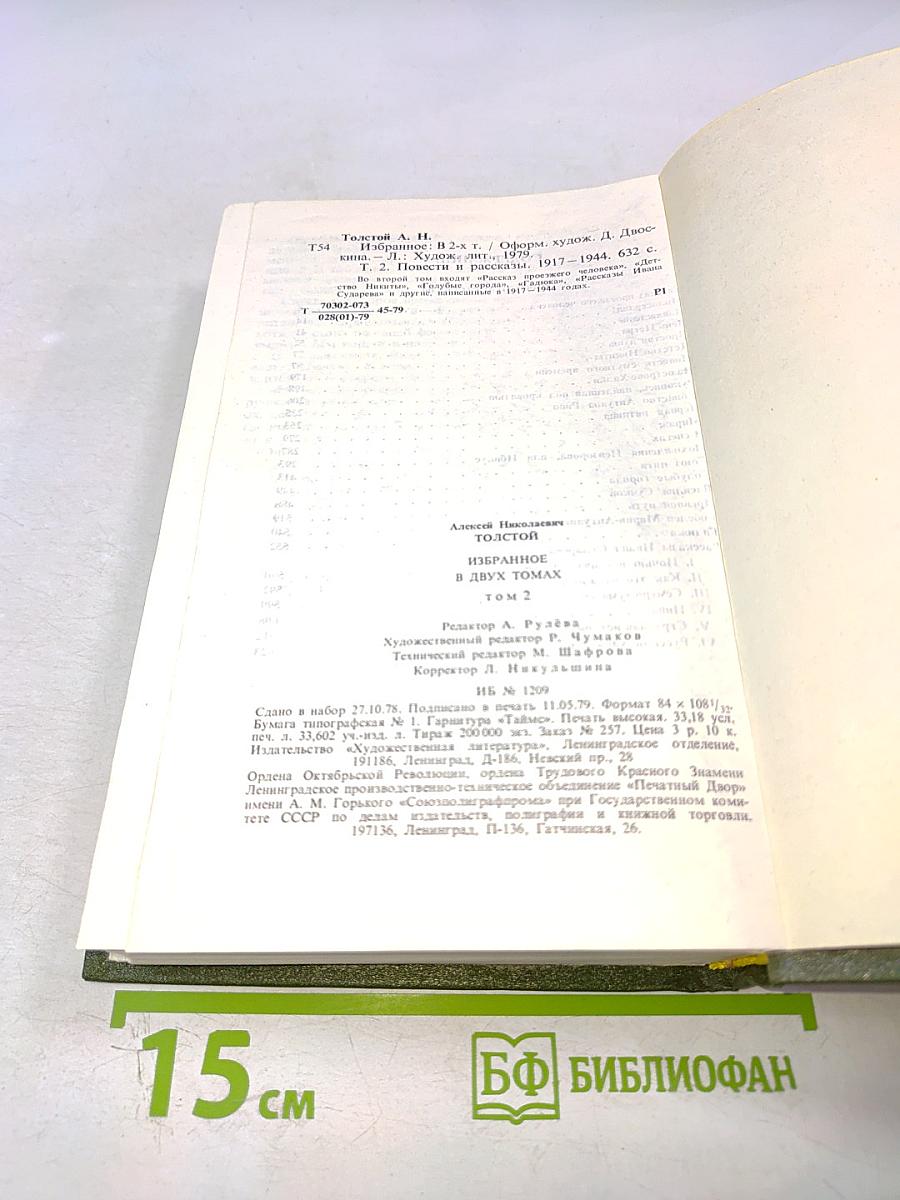 Толстой А. Н.
Т54 Избранное: В 2-х т. / Оформ. худож. Д. Двос-
кина. — Л.: Худож. лит., 1979.
Т. 2. Повести и рассказы. 1917—1944. 632 с.
Во второй том входят «Рассказ проезжего человека», «Дет-
ство Никиты», «Голубые города», «Гадюка», «Рассказы Ивана
Сударева» и другие, написанные в 1917—1944 годах.
Т 70302-073 45-79
028(01)-79
Р1
Алексей Николаевич
ТОЛСТОЙ
ИЗБРАННОЕ
В ДВУХ ТОМАХ
ТОМ 2
Редактор А. Рулёва
Художественный редактор Р. Чумаков
Технический редактор М. Шафрова
Корректор Л. Никульшина
ИБ № 1209
Сдано в набор 27.10.78. Подписано в печать 11.05.79. Формат 84 × 108 1/32.
Бумага типографская № 1. Гарнитура «Таймс». Печать высокая. 33,18 усл.
печ. л. 33,602 уч.-изд. л. Тираж 200 000 экз. Заказ № 257. Цена 3 р. 10 к.
Издательство «Художественная литература», Ленинградское отделение,
191186, Ленинград, Д-186, Невский пр., 28
Ордена Октябрьской Революции, ордена Трудового Красного Знамени
Ленинградское производственно-техническое объединение «Печатный Двор»
имени А. М. Горького «Союзполиграфпрома» при Государственном коми-
тете СССР по делам издательств, полиграфии и книжной торговли.
197136, Ленинград, П-136, Гатчинская, 26.
15 см
БФ БИБЛИОФАН